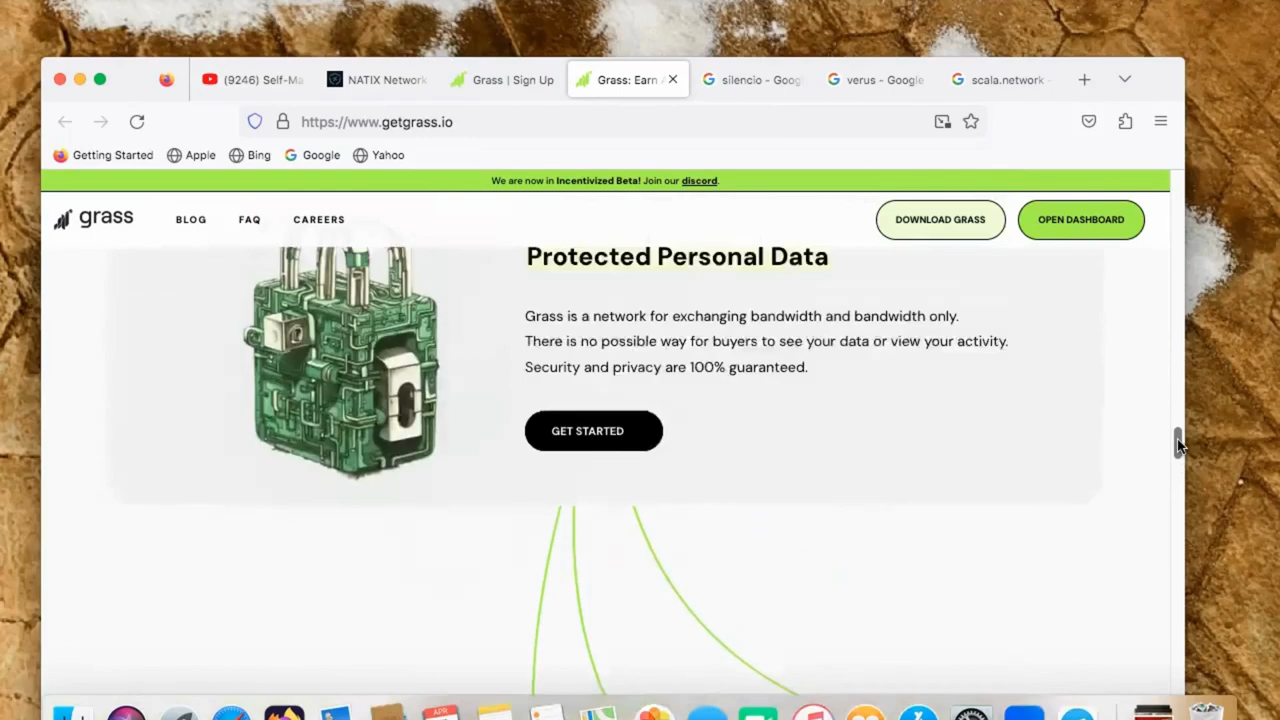 (9246) Self-Ma
NATIX Network
Grass | Sign Up
Grass: Earn
silencio - Goog
verus - Google
scala.network -
https://www.getgrass.io
Getting Started
Apple
Bing
Google
Yahoo
We are now in Incentivized Beta! Join our discord.
grass
BLOG
FAQ
CAREERS
DOWNLOAD GRASS
OPEN DASHBOARD
Protected Personal Data
Grass is a network for exchanging bandwidth and bandwidth only.
There is no possible way for buyers to see your data or view your activity.
Security and privacy are 100% guaranteed.
GET STARTED
APR